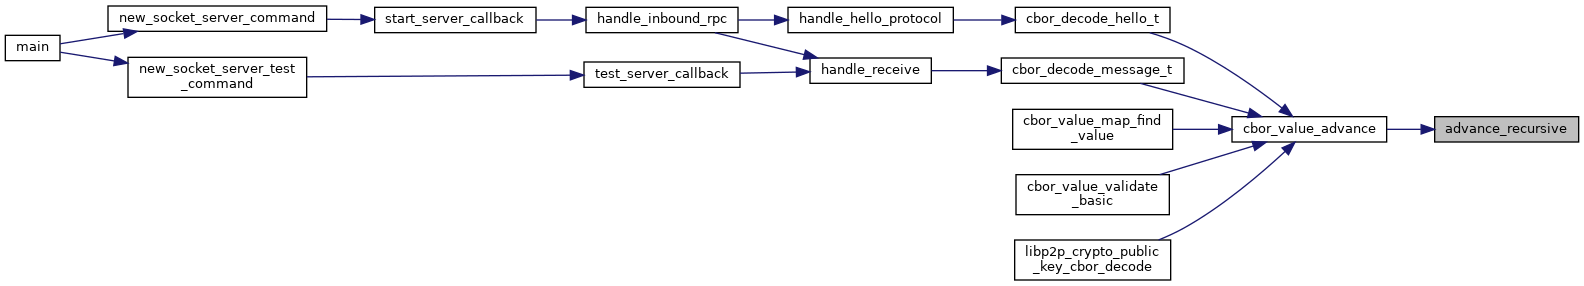 main
new_socket_server_command
new_socket_server_test
_command
start_server_callback
handle_inbound_rpc
test_server_callback
handle_hello_protocol
handle_receive
cbor_decode_hello_t
cbor_decode_message_t
cbor_value_map_find
_value
cbor_value_validate
_basic
libp2p_crypto_public
_key_cbor_decode
cbor_value_advance
advance_recursive